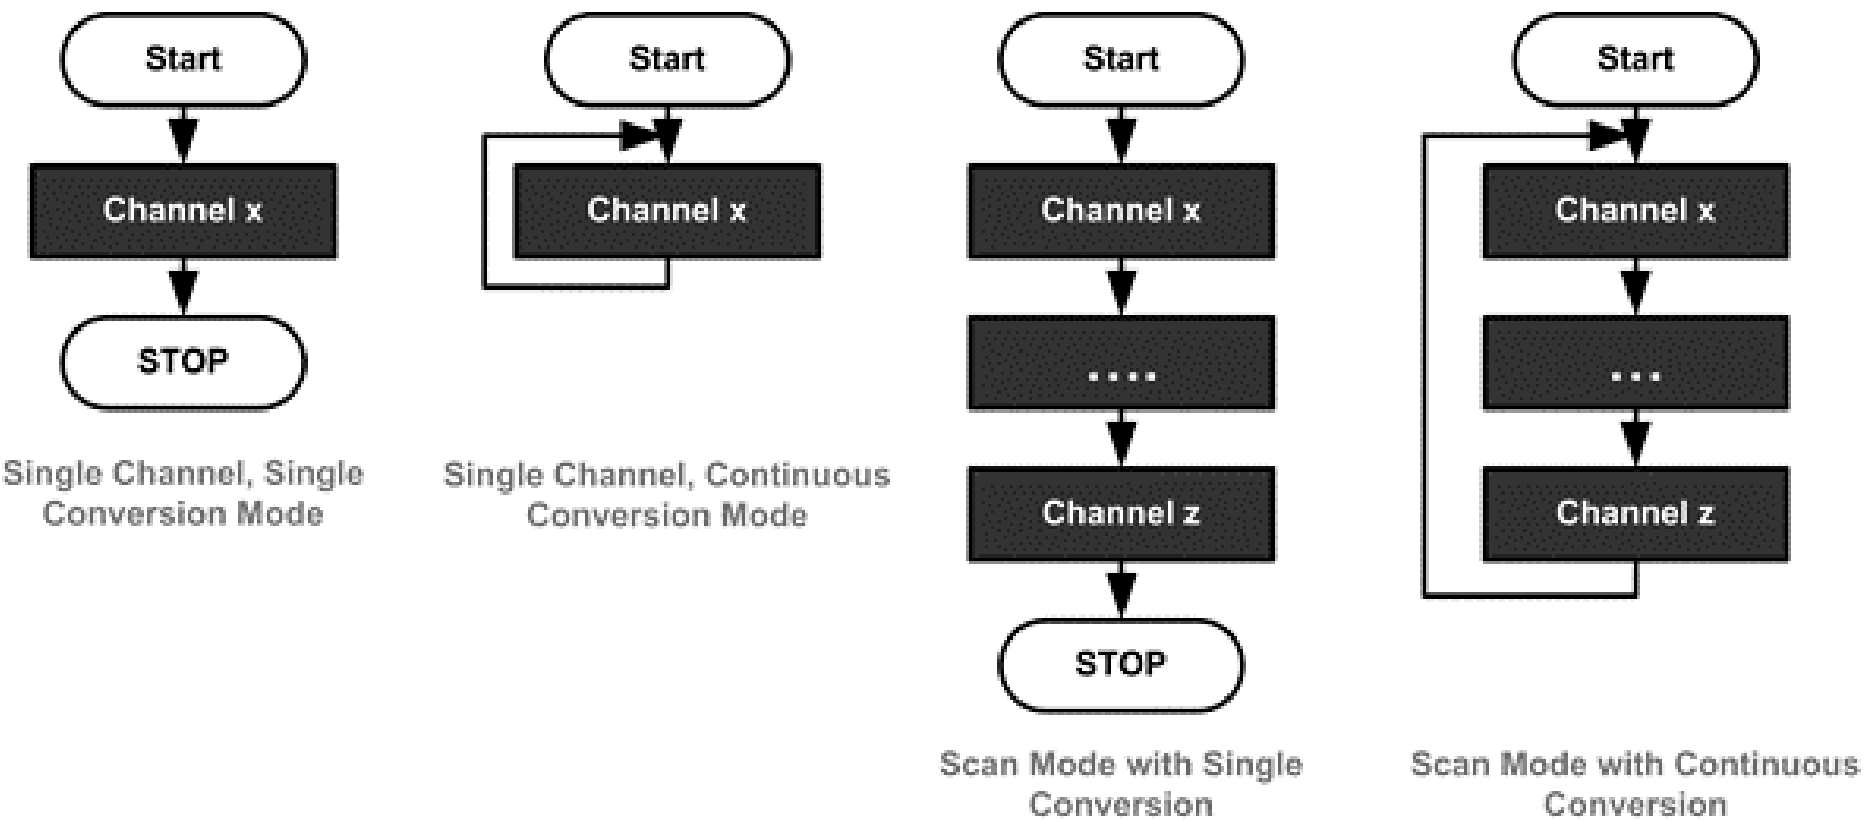 Start
Channel x
STOP
Single Channel, Single
Conversion Mode
Start
Channel x
Single Channel, Continuous
Conversion Mode
Start
Channel x
....
Channel z
STOP
Scan Mode with Single
Conversion
Start
Channel x
...
Channel z
Scan Mode with Continuous
Conversion